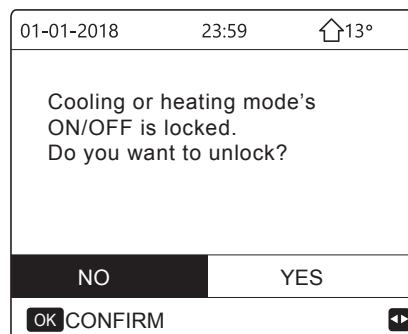 01-01-2018 23:59 13°
Cooling or heating mode's
ON/OFF is locked.
Do you want to unlock?
NO YES
OK CONFIRM